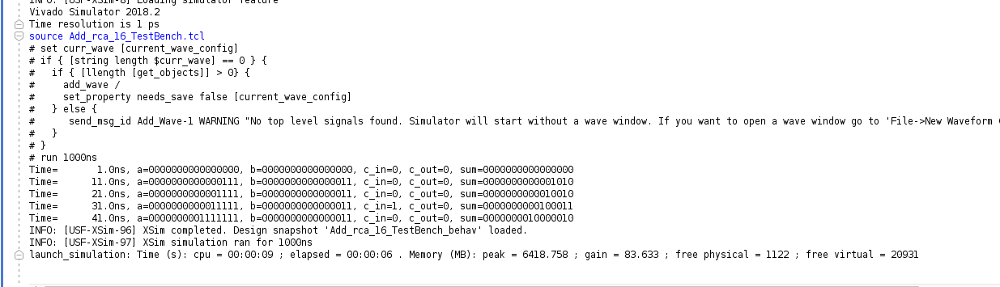 INFO: [USF-XSim-8] Loading simulator feature
Vivado Simulator 2018.2
Time resolution is 1 ps
source Add_rca_16_TestBench.tcl
# set curr_wave [current_wave_config]
# if { [string length $curr_wave] == 0 } {
#   if { [llength [get_objects]] > 0} {
#     add_wave /
#     set_property needs_save false [current_wave_config]
#   } else {
#      send_msg_id Add_Wave-1 WARNING "No top level signals found. Simulator will start without a wave window. If you want to open a wave window go to 'File->New Waveform
#   }
# }
# run 1000ns
Time=      1.0ns, a=0000000000000000, b=0000000000000000, c_in=0, c_out=0, sum=0000000000000000
Time=      11.0ns, a=0000000000000111, b=0000000000000011, c_in=0, c_out=0, sum=0000000000001010
Time=      21.0ns, a=0000000000001111, b=0000000000000011, c_in=0, c_out=0, sum=0000000000010010
Time=      31.0ns, a=0000000000011111, b=0000000000000011, c_in=1, c_out=0, sum=0000000000100011
Time=      41.0ns, a=0000000001111111, b=0000000000000011, c_in=0, c_out=0, sum=0000000010000010
INFO: [USF-XSim-96] XSim completed. Design snapshot 'Add_rca_16_TestBench_behav' loaded.
INFO: [USF-XSim-97] XSim simulation ran for 1000ns
launch_simulation: Time (s): cpu = 00:00:09 ; elapsed = 00:00:06 . Memory (MB): peak = 6418.758 ; gain = 83.633 ; free physical = 1122 ; free virtual = 20931